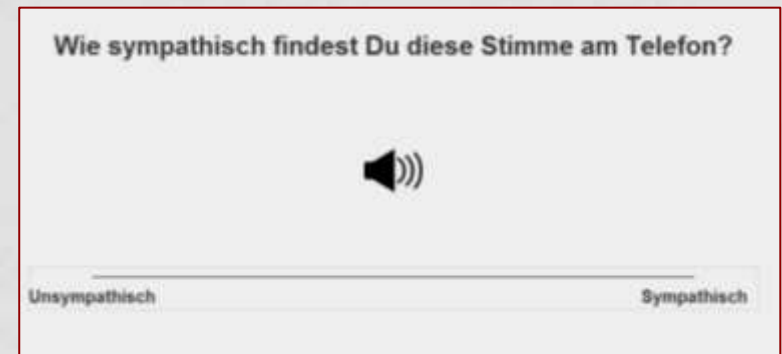 Wie sympathisch findest Du diese Stimme am Telefon?
Unsympathisch Sympathisch